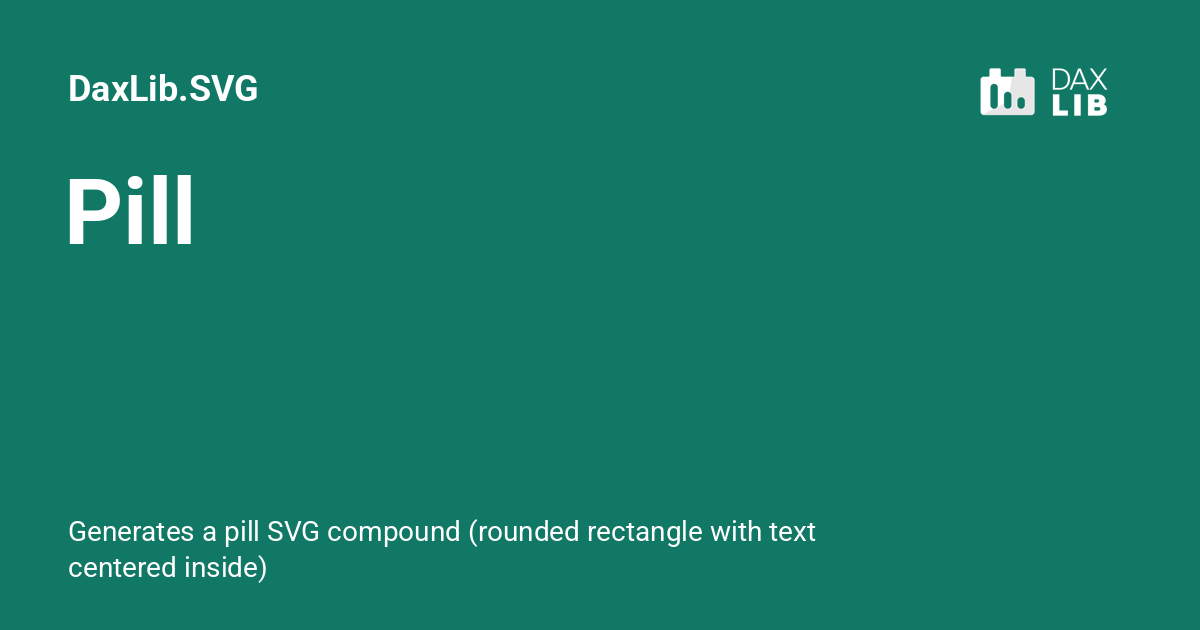 DaxLib.SVG
DAX
LIB
Pill
Generates a pill SVG compound (rounded rectangle with text
centered inside)